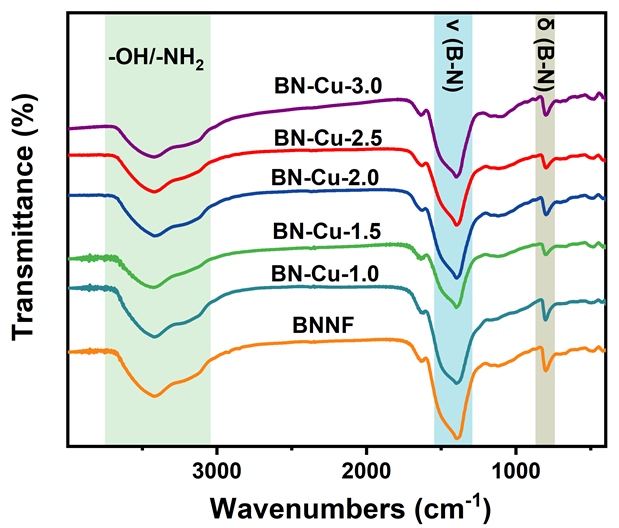 -OH/-NH₂
ν (B-N)
δ (B-N)
BN-Cu-3.0
BN-Cu-2.5
BN-Cu-2.0
BN-Cu-1.5
BN-Cu-1.0
BNNF
Transmittance (%)
3000 2000 1000
Wavenumbers (cm⁻¹)